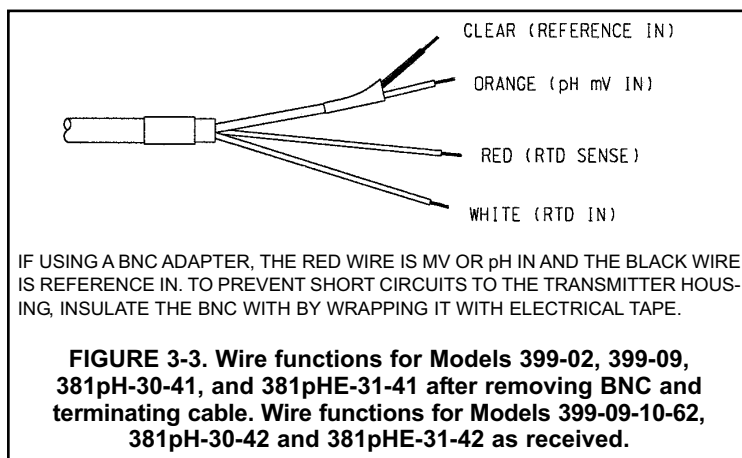 CLEAR (REFERENCE IN)
ORANGE (pH mV IN)
RED (RTD SENSE)
WHITE (RTD IN)
IF USING A BNC ADAPTER, THE RED WIRE IS MV OR pH IN AND THE BLACK WIRE
IS REFERENCE IN. TO PREVENT SHORT CIRCUITS TO THE TRANSMITTER HOUS-
ING, INSULATE THE BNC WITH BY WRAPPING IT WITH ELECTRICAL TAPE.
FIGURE 3-3. Wire functions for Models 399-02, 399-09,
381pH-30-41, and 381pHE-31-41 after removing BNC and
terminating cable. Wire functions for Models 399-09-10-62,
381pH-30-42 and 381pHE-31-42 as received.